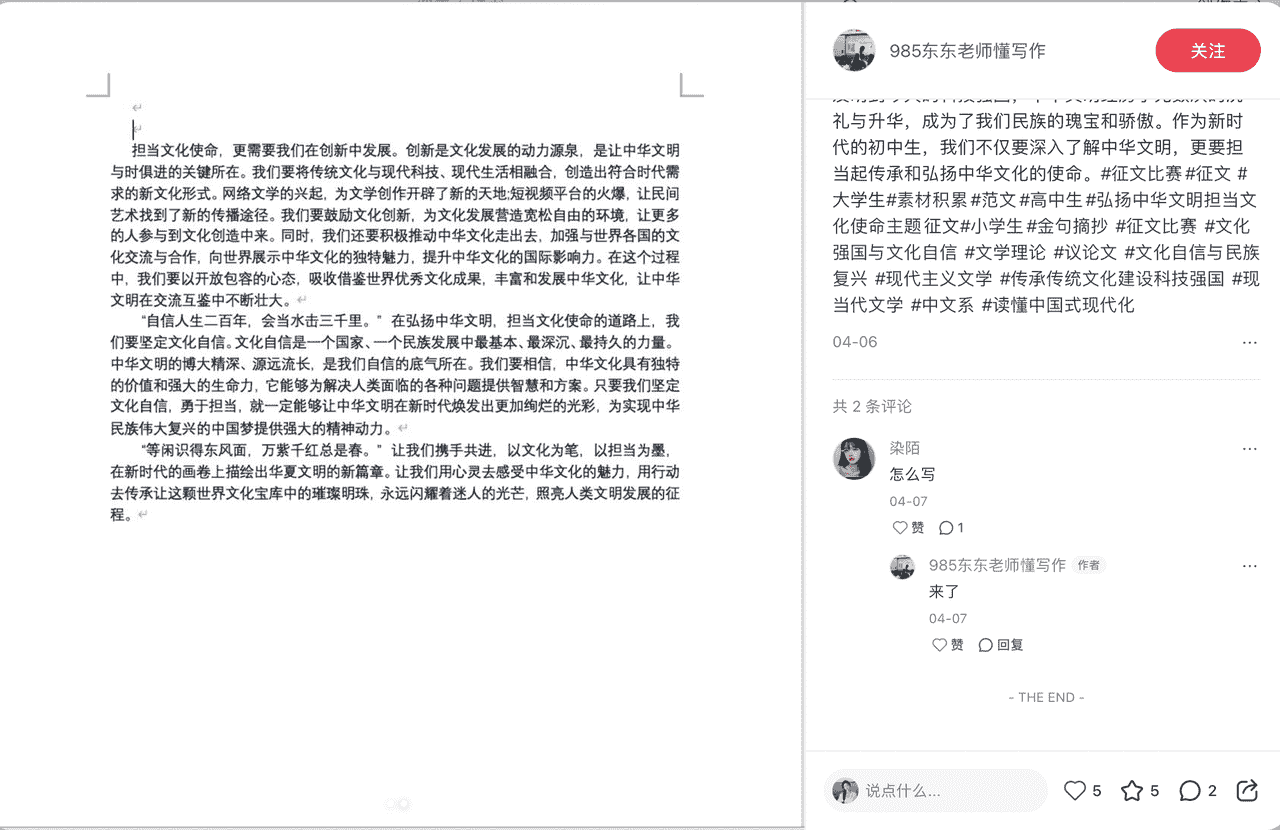 担当文化使命，更需要我们在创新中发展。创新是文化发展的动力源泉，是让中华文明
与时俱进的关键所在。我们要将传统文化与现代科技、现代生活相融合，创造出符合时代需
求的新文化形式。网络文学的兴起，为文学创作开辟了新的天地;短视频平台的火爆，让民间
艺术找到了新的传播途径。我们要鼓励文化创新，为文化发展营造宽松自由的环境，让更多
的人参与到文化创造中来。同时，我们还要积极推动中华文化走出去，加强与世界各国的文
化交流与合作，向世界展示中华文化的独特魅力，提升中华文化的国际影响力。在这个过程
中，我们要以开放包容的心态，吸收借鉴世界优秀文化成果，丰富和发展中华文化，让中华
文明在交流互鉴中不断壮大。
“自信人生二百年，会当水击三千里。”在弘扬中华文明，担当文化使命的道路上，我
们要坚定文化自信。文化自信是一个国家、一个民族发展中最基本、最深沉、最持久的力量。
中华文明的博大精深、源远流长，是我们自信的底气所在。我们要相信，中华文化具有独特
的价值和强大的生命力，它能够为解决人类面临的各种问题提供智慧和方案。只要我们坚定
文化自信，勇于担当，就一定能够让中华文明在新时代焕发出更加绚烂的光彩，为实现中华
民族伟大复兴的中国梦提供强大的精神动力。
“等闲识得东风面，万紫千红总是春。”让我们携手共进，以文化为笔，以担当为墨，
在新时代的画卷上描绘出华夏文明的新篇章。让我们用心灵去感受中华文化的魅力，用行动
去传承让这颗世界文化宝库中的璀璨明珠，永远闪耀着迷人的光芒，照亮人类文明发展的征
程。
985东东老师懂写作
关注
礼与升华，成为了我们民族的瑰宝和骄傲。作为新时
代的初中生，我们不仅要深入了解中华文明，更要担
当起传承和弘扬中华文化的使命。#征文比赛#征文 #
大学生#素材积累#范文#高中生#弘扬中华文明担当文
化使命主题征文#小学生#金句摘抄 #征文比赛 #文化
强国与文化自信 #文学理论 #议论文 #文化自信与民族
复兴 #现代主义文学 #传承传统文化建设科技强国 #现
当代文学 #中文系 #读懂中国式现代化
04-06
共 2 条评论
染陌
怎么写
04-07
赞 1
985东东老师懂写作 作者
来了
04-07
赞 回复
- THE END -
说点什么... 5 5 2